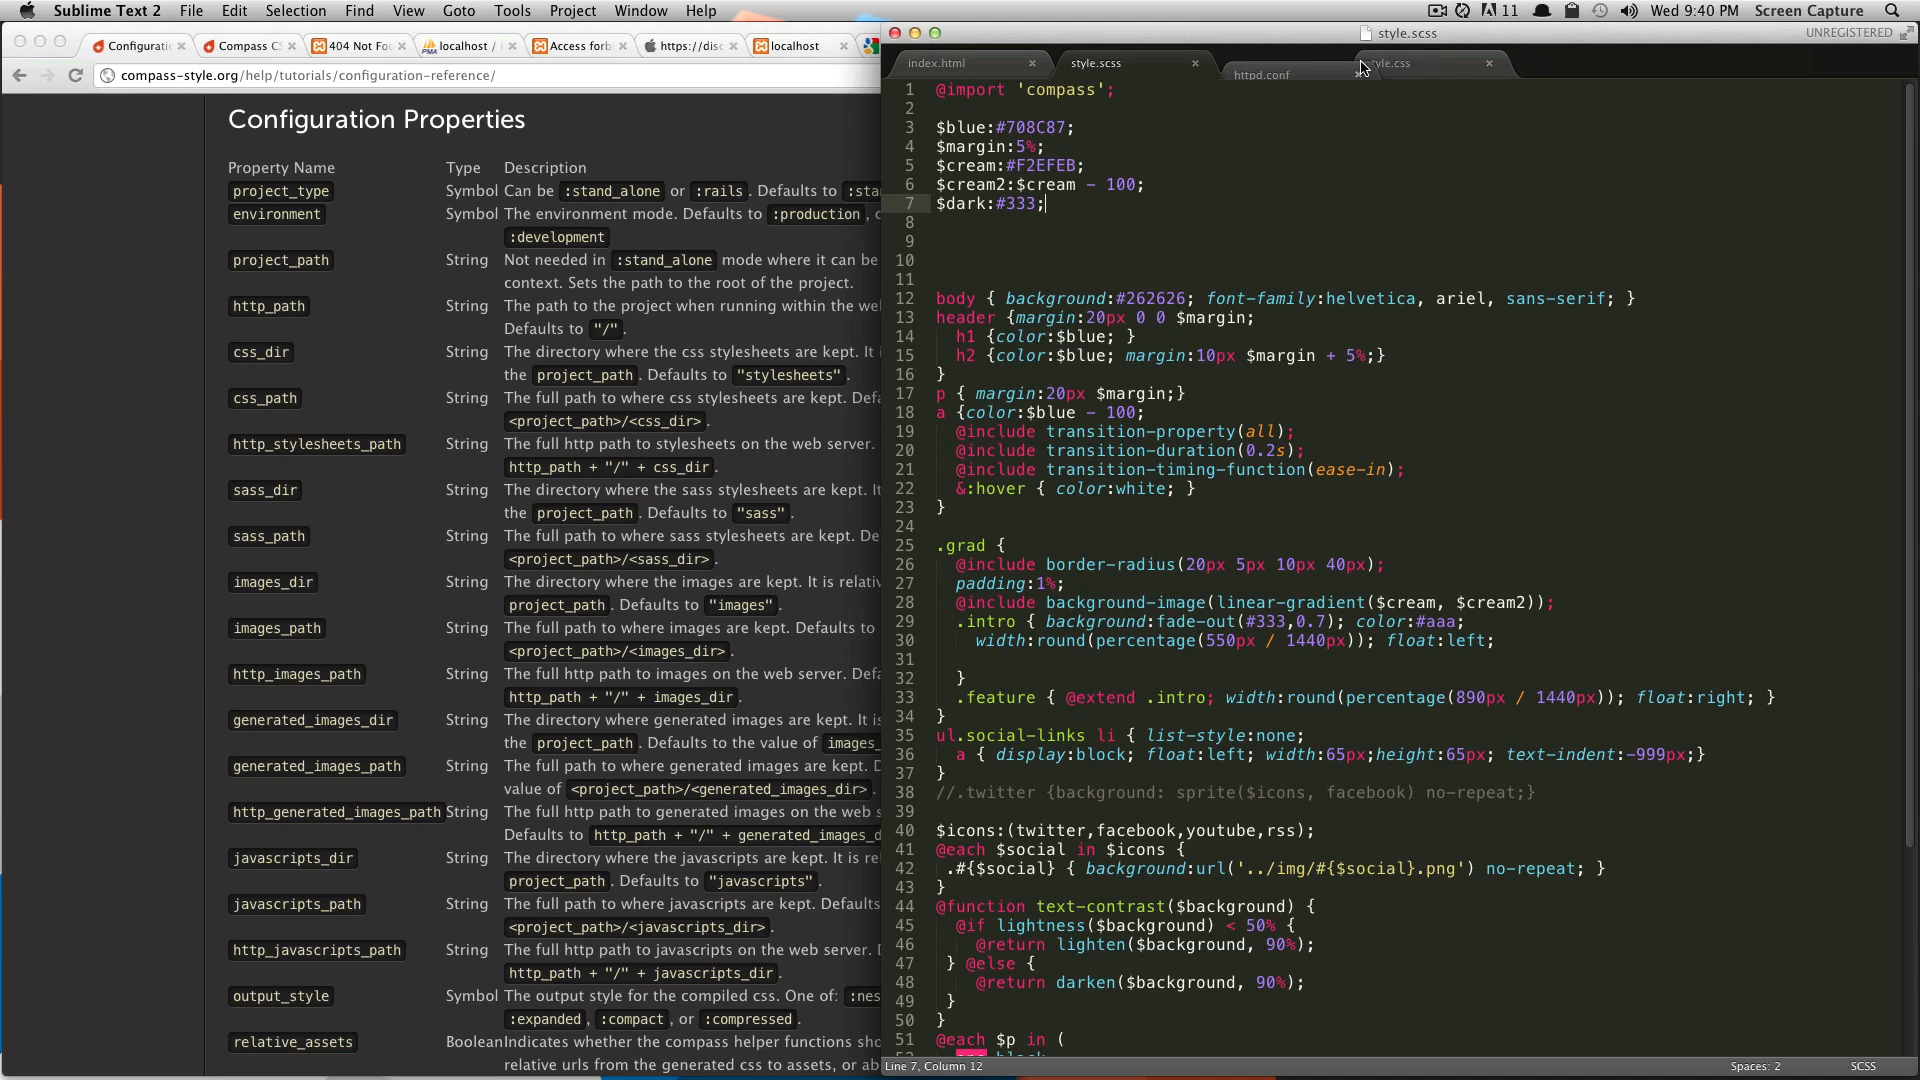 Sublime Text 2 File Edit Selection Find View Goto Tools Project Window Help 11 Wed 9:40 PM Screen Capture
Configuratio Compass C 404 Not Fou localhost / Access forb https://disc localhost
compass-style.org/help/tutorials/configuration-reference/
Configuration Properties
Property Name Type Description
project_type Symbol Can be :stand_alone or :rails. Defaults to :sta
environment Symbol The environment mode. Defaults to :production,
:development
project_path String Not needed in :stand_alone mode where it can be
context. Sets the path to the root of the project.
http_path String The path to the project when running within the we
Defaults to "/".
css_dir String The directory where the css stylesheets are kept. It i
the project_path. Defaults to "stylesheets".
css_path String The full path to where css stylesheets are kept. Defa
<project_path>/<css_dir>.
http_stylesheets_path String The full http path to stylesheets on the web server.
http_path + "/" + css_dir.
sass_dir String The directory where the sass stylesheets are kept. It
the project_path. Defaults to "sass".
sass_path String The full path to where sass stylesheets are kept. De
<project_path>/<sass_dir>.
images_dir String The directory where the images are kept. It is relativ
project_path. Defaults to "images".
images_path String The full path to where images are kept. Defaults to
<project_path>/<images_dir>.
http_images_path String The full http path to images on the web server. Defa
http_path + "/" + images_dir.
generated_images_dir String The directory where generated images are kept. It is
the project_path. Defaults to the value of images_
generated_images_path String The full path to where generated images are kept. D
value of <project_path>/<generated_images_dir>.
http_generated_images_path String The full http path to generated images on the web s
Defaults to http_path + "/" + generated_images_d
javascripts_dir String The directory where the javascripts are kept. It is rel
project_path. Defaults to "javascripts".
javascripts_path String The full path to where javascripts are kept. Defaults
<project_path>/<javascripts_dir>.
http_javascripts_path String The full http path to javascripts on the web server. D
http_path + "/" + javascripts_dir.
output_style Symbol The output style for the compiled css. One of: :nes
:expanded, :compact, or :compressed.
relative_assets Boolean Indicates whether the compass helper functions sho
relative urls from the generated css to assets, or ab
style.scss UNREGISTERED
index.html style.scss httpd.conf style.css
1 @import 'compass';
2
3 $blue:#708C87;
4 $margin:5%;
5 $cream:#F2EFEB;
6 $cream2:$cream - 100;
7 $dark:#333;
8
9
10
11
12 body { background:#262626; font-family:helvetica, ariel, sans-serif; }
13 header {margin:20px 0 0 $margin;
14 h1 {color:$blue; }
15 h2 {color:$blue; margin:10px $margin + 5%;}
16 }
17 p { margin:20px $margin;}
18 a {color:$blue - 100;
19 @include transition-property(all);
20 @include transition-duration(0.2s);
21 @include transition-timing-function(ease-in);
22 &:hover { color:white; }
23 }
24
25 .grad {
26 @include border-radius(20px 5px 10px 40px);
27 padding:1%;
28 @include background-image(linear-gradient($cream, $cream2));
29 .intro { background:fade-out(#333,0.7); color:#aaa;
30 width:round(percentage(550px / 1440px)); float:left;
31
32 }
33 .feature { @extend .intro; width:round(percentage(890px / 1440px)); float:right; }
34 }
35 ul.social-links li { list-style:none;
36 a { display:block; float:left; width:65px;height:65px; text-indent:-999px;}
37 }
38 //.twitter {background: sprite($icons, facebook) no-repeat;}
39
40 $icons:(twitter,facebook,youtube,rss);
41 @each $social in $icons {
42 .#{$social} { background:url('../img/#{$social}.png') no-repeat; }
43 }
44 @function text-contrast($background) {
45 @if lightness($background) < 50% {
46 @return lighten($background, 90%);
47 } @else {
48 @return darken($background, 90%);
49 }
50 }
51 @each $p in (
Line 7, Column 12 Spaces: 2 SCSS